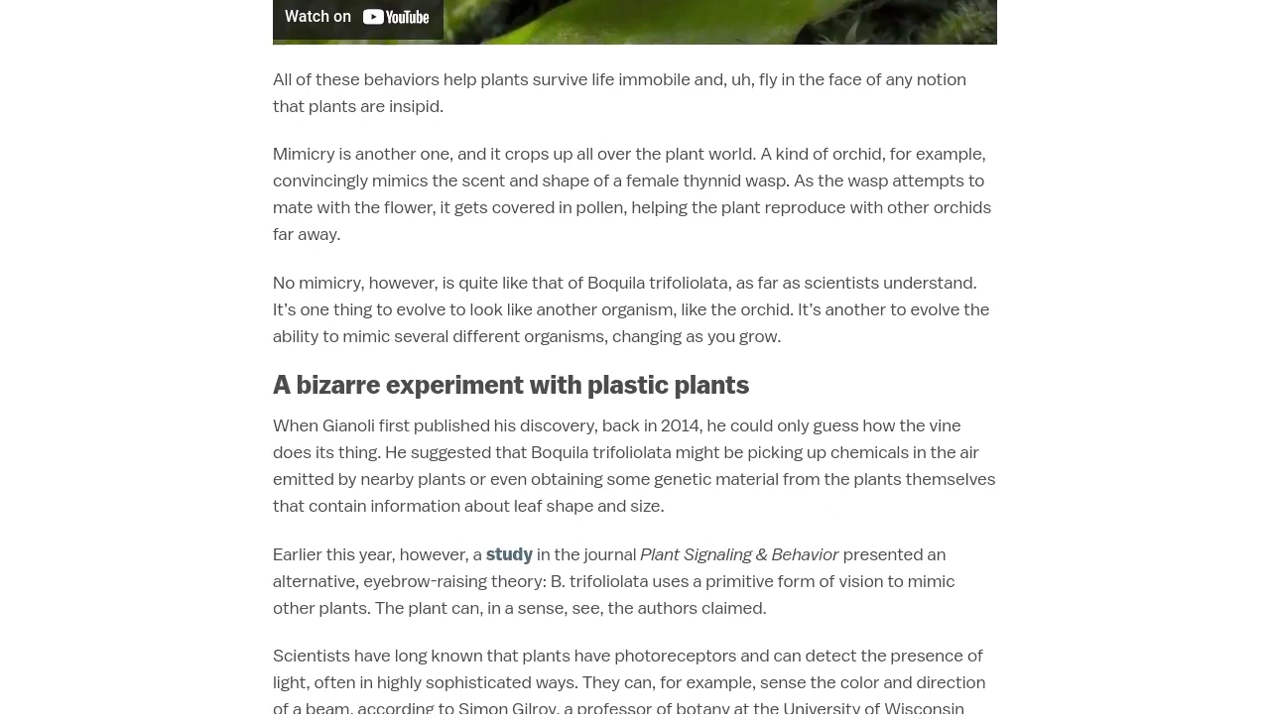 Watch on YouTube
All of these behaviors help plants survive life immobile and, uh, fly in the face of any notion
that plants are insipid.
Mimicry is another one, and it crops up all over the plant world. A kind of orchid, for example,
convincingly mimics the scent and shape of a female thynnid wasp. As the wasp attempts to
mate with the flower, it gets covered in pollen, helping the plant reproduce with other orchids
far away.
No mimicry, however, is quite like that of Boquila trifoliolata, as far as scientists understand.
It’s one thing to evolve to look like another organism, like the orchid. It’s another to evolve the
ability to mimic several different organisms, changing as you grow.
A bizarre experiment with plastic plants
When Gianoli first published his discovery, back in 2014, he could only guess how the vine
does its thing. He suggested that Boquila trifoliolata might be picking up chemicals in the air
emitted by nearby plants or even obtaining some genetic material from the plants themselves
that contain information about leaf shape and size.
Earlier this year, however, a study in the journal Plant Signaling & Behavior presented an
alternative, eyebrow-raising theory: B. trifoliolata uses a primitive form of vision to mimic
other plants. The plant can, in a sense, see, the authors claimed.
Scientists have long known that plants have photoreceptors and can detect the presence of
light, often in highly sophisticated ways. They can, for example, sense the color and direction
of a beam, according to Simon Gilroy, a professor of botany at the University of Wisconsin